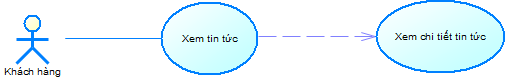 Xem tin tức
Xem chi tiết tin tức
Khách hàng